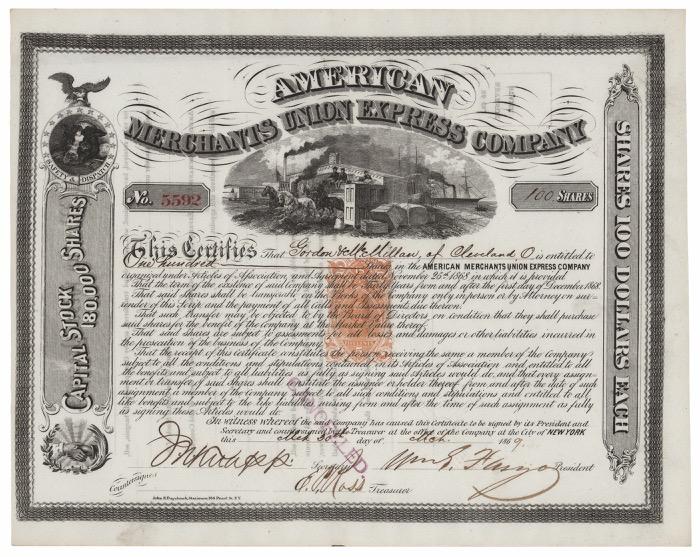 AMERICAN
MERCHANTS UNION EXPRESS COMPANY
SAFETY & DISPATCH
No. 5592
100 SHARES
CAPITAL STOCK
180,000 SHARES
SHARES 100 DOLLARS EACH
This Certifies That Gordon & McMillan, of Cleveland O is entitled to
One hundred Shares in the AMERICAN MERCHANTS UNION EXPRESS COMPANY
organized under Articles of Association and Agreement dated November 25th 1868 in which it is provided
That the term of the existence of said Company shall be Thirty Years from and after the first day of December 1868.
That said shares shall be transferable on the books of the Company only in person or by Attorney on sur-
render of this Scrip and the payment of all calls and interest due thereon.
That such Transfer may be objected to by the Board of Directors, on condition that they shall purchase
said shares for the benefit of the company at the Market value thereof;
That said shares are subject to assessments to pay losses and damages or other liabilities incurred in
the prosecution of the business of the Company.
That the receipt of this certificate constitutes the person receiving the same a member of the Company
subject to all the conditions and stipulations contained in its Articles of Association and entitled to all
the benefits and subject to all liabilities as fully as signing said Articles would do, and that every assign-
ment or transfer of said Shares shall constitute the assignee or holder thereof from and after the date of such
assignment a member of the company subject to all such conditions and stipulations and entitled to all
like benefits and subject to the like liabilities arising from and after the time of such assignment as fully
as signing those Articles would do.
In witness whereof the said Company has caused this Certificate to be signed by its President and
Secretary and countersigned by the Treasurer at the office of the Company at the City of NEW YORK
this 30th day of Mch 1869.
Secretary
Wm G. Fargo President
Countersigned
J. C. Ross Treasurer
CANCELLED